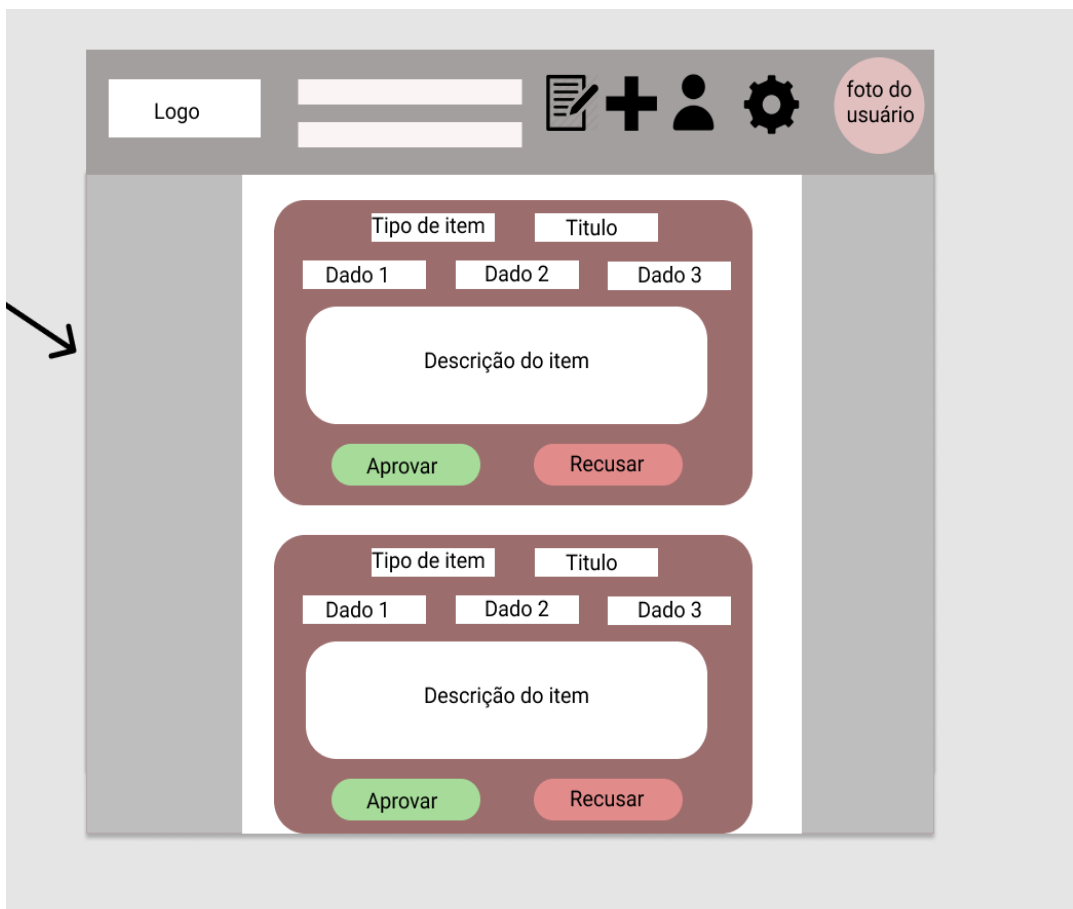 Logo
foto do
usuário
Tipo de item
Titulo
Dado 1
Dado 2
Dado 3
Descrição do item
Aprovar
Recusar
Tipo de item
Titulo
Dado 1
Dado 2
Dado 3
Descrição do item
Aprovar
Recusar